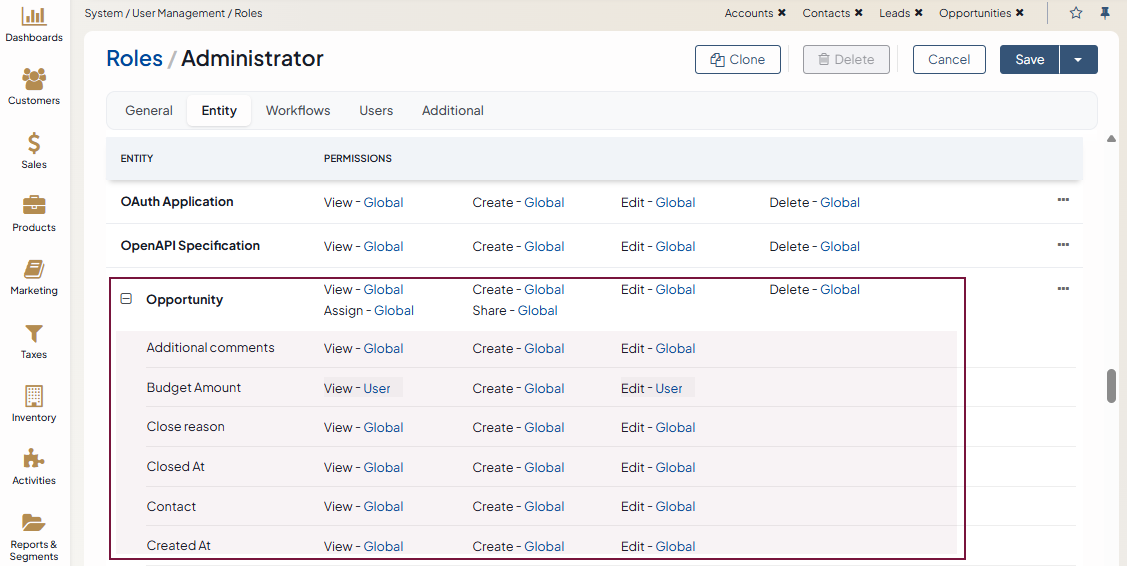 System / User Management / Roles
Accounts ✖ Contacts ✖ Leads ✖ Opportunities ✖
Dashboards
Customers
Sales
Products
Marketing
Taxes
Inventory
Activities
Reports &
Segments
Roles / Administrator
Clone Delete Cancel Save
General Entity Workflows Users Additional
ENTITY PERMISSIONS
OAuth Application View - Global Create - Global Edit - Global Delete - Global ...
OpenAPI Specification View - Global Create - Global Edit - Global Delete - Global ...
Opportunity View - Global Create - Global Edit - Global Delete - Global ...
Assign - Global Share - Global
Additional comments View - Global Create - Global Edit - Global
Budget Amount View - User Create - Global Edit - User
Close reason View - Global Create - Global Edit - Global
Closed At View - Global Create - Global Edit - Global
Contact View - Global Create - Global Edit - Global
Created At View - Global Create - Global Edit - Global